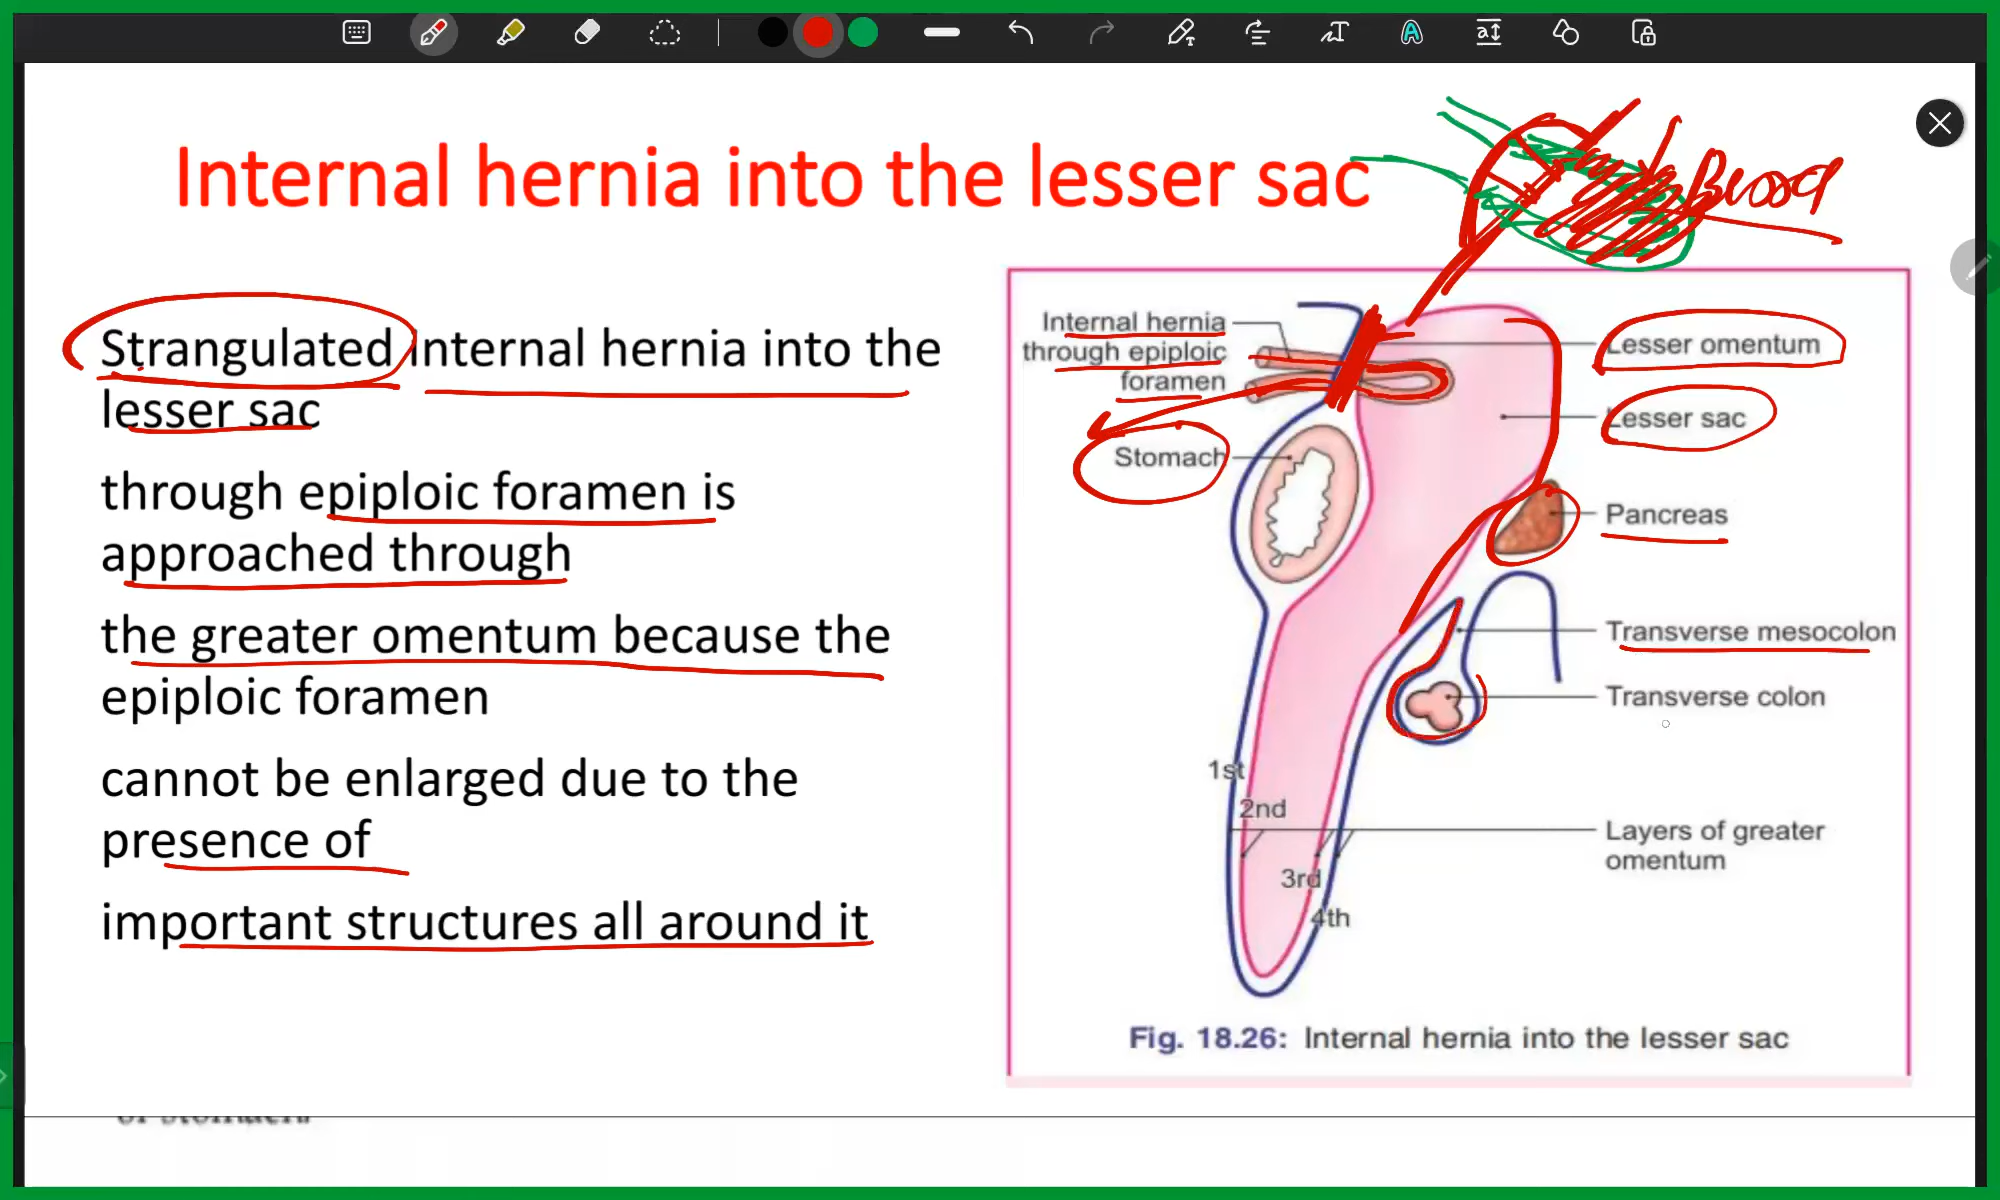 Internal hernia into the lesser sac
Blood
Strangulated internal hernia into the
lesser sac
through epiploic foramen is
approached through
the greater omentum because the
epiploic foramen
cannot be enlarged due to the
presence of
important structures all around it
Internal hernia
through epiploic
foramen
Stomach
Lesser omentum
Lesser sac
Pancreas
Transverse mesocolon
Transverse colon
1st
2nd
3rd
4th
Layers of greater
omentum
Fig. 18.26: Internal hernia into the lesser sac